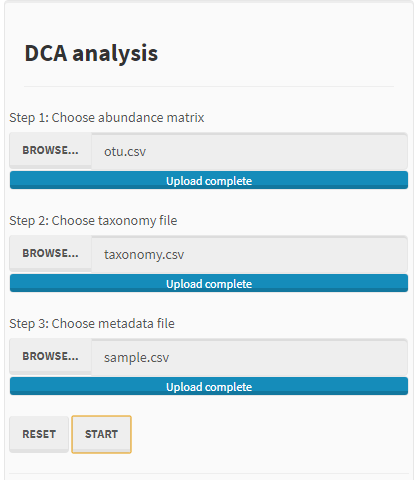 DCA analysis
Step 1: Choose abundance matrix
BROWSE... otu.csv
Upload complete
Step 2: Choose taxonomy file
BROWSE... taxonomy.csv
Upload complete
Step 3: Choose metadata file
BROWSE... sample.csv
Upload complete
RESET START